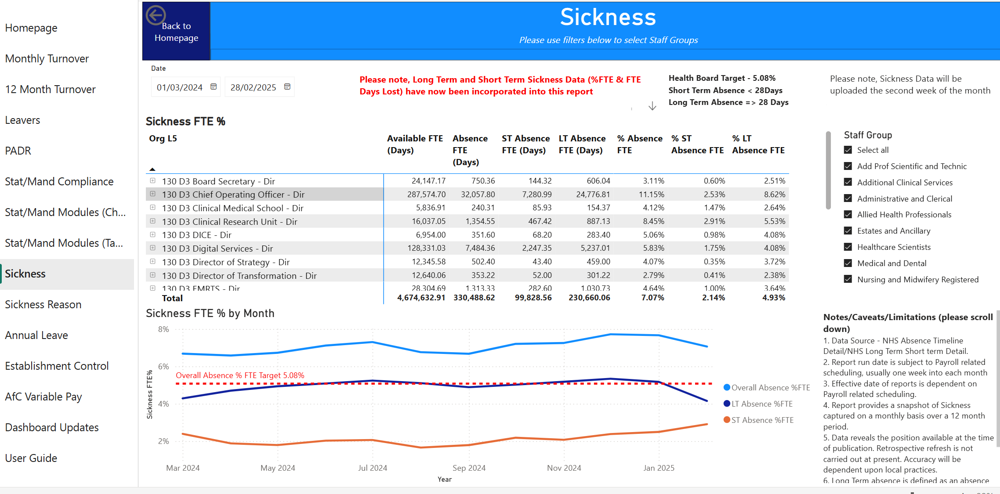 Homepage
Monthly Turnover
12 Month Turnover
Leavers
PADR
Stat/Mand Compliance
Stat/Mand Modules (Ch...
Stat/Mand Modules (Ta...
Sickness
Sickness Reason
Annual Leave
Establishment Control
AfC Variable Pay
Dashboard Updates
User Guide
Back to
Homepage
Sickness
Please use filters below to select Staff Groups
Date
01/03/2024 28/02/2025
Please note, Long Term and Short Term Sickness Data (%FTE & FTE
Days Lost) have now been incorporated into this report
Health Board Target - 5.08%
Short Term Absence < 28Days
Long Term Absence => 28 Days
Please note, Sickness Data will be
uploaded the second week of the month
Sickness FTE %
Org L5 Available FTE (Days) Absence FTE (Days) ST Absence FTE (Days) LT Absence FTE (Days) % Absence FTE % ST Absence FTE % LT Absence FTE
130 D3 Board Secretary - Dir 24,147.17 750.36 144.32 606.04 3.11% 0.60% 2.51%
130 D3 Chief Operating Officer - Dir 287,574.70 32,057.80 7,280.99 24,776.81 11.15% 2.53% 8.62%
130 D3 Clinical Medical School - Dir 5,836.91 240.31 85.93 154.37 4.12% 1.47% 2.64%
130 D3 Clinical Research Unit - Dir 16,037.05 1,354.55 467.42 887.13 8.45% 2.91% 5.53%
130 D3 DICE - Dir 6,954.00 351.60 68.20 283.40 5.06% 0.98% 4.08%
130 D3 Digital Services - Dir 128,331.03 7,484.36 2,247.35 5,237.01 5.83% 1.75% 4.08%
130 D3 Director of Strategy - Dir 12,345.58 502.40 43.40 459.00 4.07% 0.35% 3.72%
130 D3 Director of Transformation - Dir 12,640.06 353.22 52.00 301.22 2.79% 0.41% 2.38%
130 D3 EMRTS - Dir 28,304.69 1,313.33 282.60 1,030.73 4.64% 1.00% 3.64%
Total 4,674,632.91 330,488.62 99,828.56 230,660.06 7.07% 2.14% 4.93%
Staff Group
Select all
Add Prof Scientific and Technic
Additional Clinical Services
Administrative and Clerical
Allied Health Professionals
Estates and Ancillary
Healthcare Scientists
Medical and Dental
Nursing and Midwifery Registered
Sickness FTE % by Month
8%
6%
4%
2%
Sickness FTE%
Overall Absence % FTE Target 5.08%
Mar 2024 May 2024 Jul 2024 Sep 2024 Nov 2024 Jan 2025
Year
Overall Absence %FTE
LT Absence %FTE
ST Absence %FTE
Notes/Caveats/Limitations (please scroll
down)
1. Data Source - NHS Absence Timeline
Detail/NHS Long Term Short term Detail.
2. Report run date is subject to Payroll related
scheduling, usually one week into each month
3. Effective date of reports is dependent on
Payroll related scheduling.
4. Report provides a snapshot of Sickness
captured on a monthly basis over a 12 month
period.
5. Data reveals the position available at the time
of publication. Retrospective refresh is not
carried out at present. Accuracy will be
dependent upon local practices.
6. Long Term absence is defined as an absence